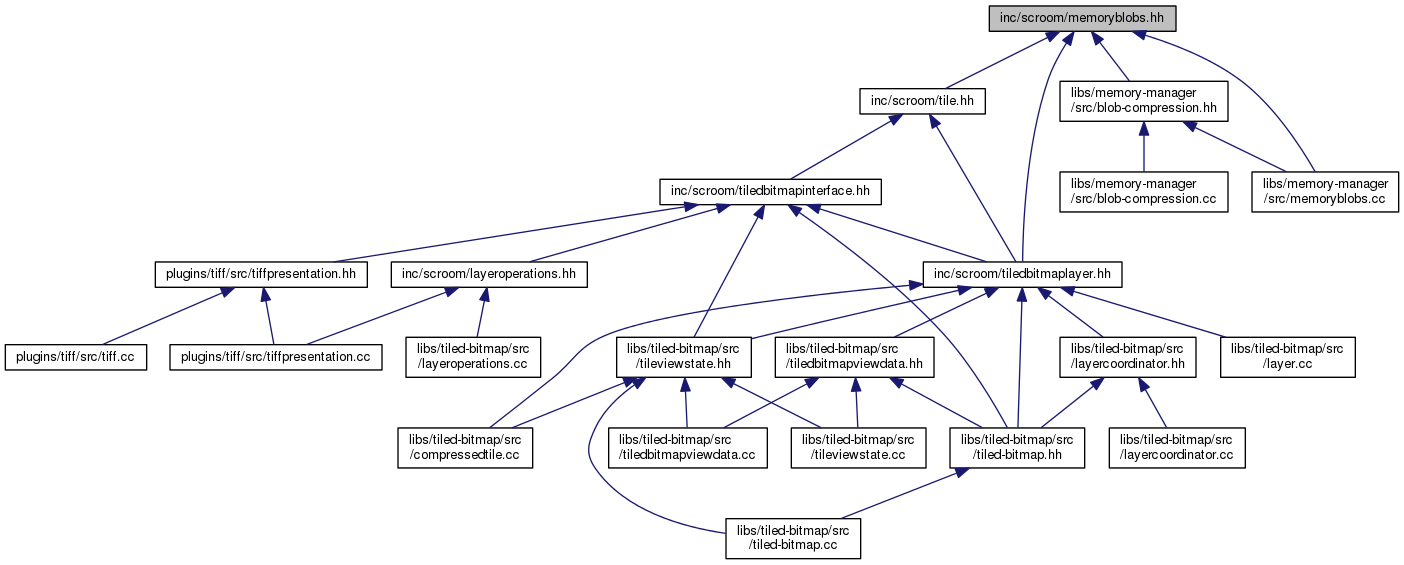 inc/scroom/memoryblobs.hh
inc/scroom/tile.hh
libs/memory-manager
/src/blob-compression.hh
inc/scroom/tiledbitmapinterface.hh
libs/memory-manager
/src/blob-compression.cc
libs/memory-manager
/src/memoryblobs.cc
plugins/tiff/src/tiffpresentation.hh
inc/scroom/layeroperations.hh
inc/scroom/tiledbitmaplayer.hh
plugins/tiff/src/tiff.cc
plugins/tiff/src/tiffpresentation.cc
libs/tiled-bitmap/src
/layeroperations.cc
libs/tiled-bitmap/src
/tileviewstate.hh
libs/tiled-bitmap/src
/tiledbitmapviewdata.hh
libs/tiled-bitmap/src
/layercoordinator.hh
libs/tiled-bitmap/src
/layer.cc
libs/tiled-bitmap/src
/compressedtile.cc
libs/tiled-bitmap/src
/tiledbitmapviewdata.cc
libs/tiled-bitmap/src
/tileviewstate.cc
libs/tiled-bitmap/src
/tiled-bitmap.hh
libs/tiled-bitmap/src
/layercoordinator.cc
libs/tiled-bitmap/src
/tiled-bitmap.cc